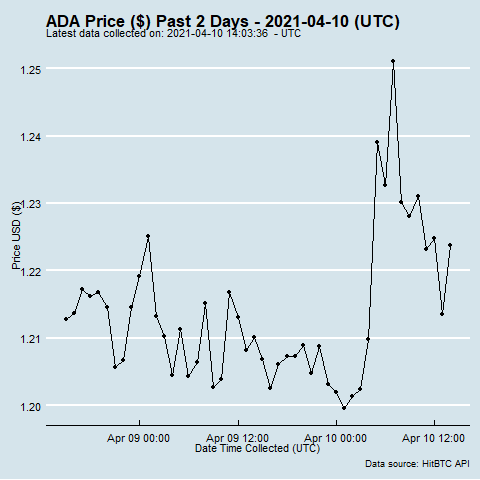 ADA Price ($) Past 2 Days - 2021-04-10 (UTC)
Latest data collected on: 2021-04-10 14:03:36 - UTC
1.25
1.24
1.23
1.22
1.21
1.20
Price USD ($)
Apr 09 00:00
Apr 09 12:00
Apr 10 00:00
Apr 10 12:00
Date Time Collected (UTC)
Data source: HitBTC API